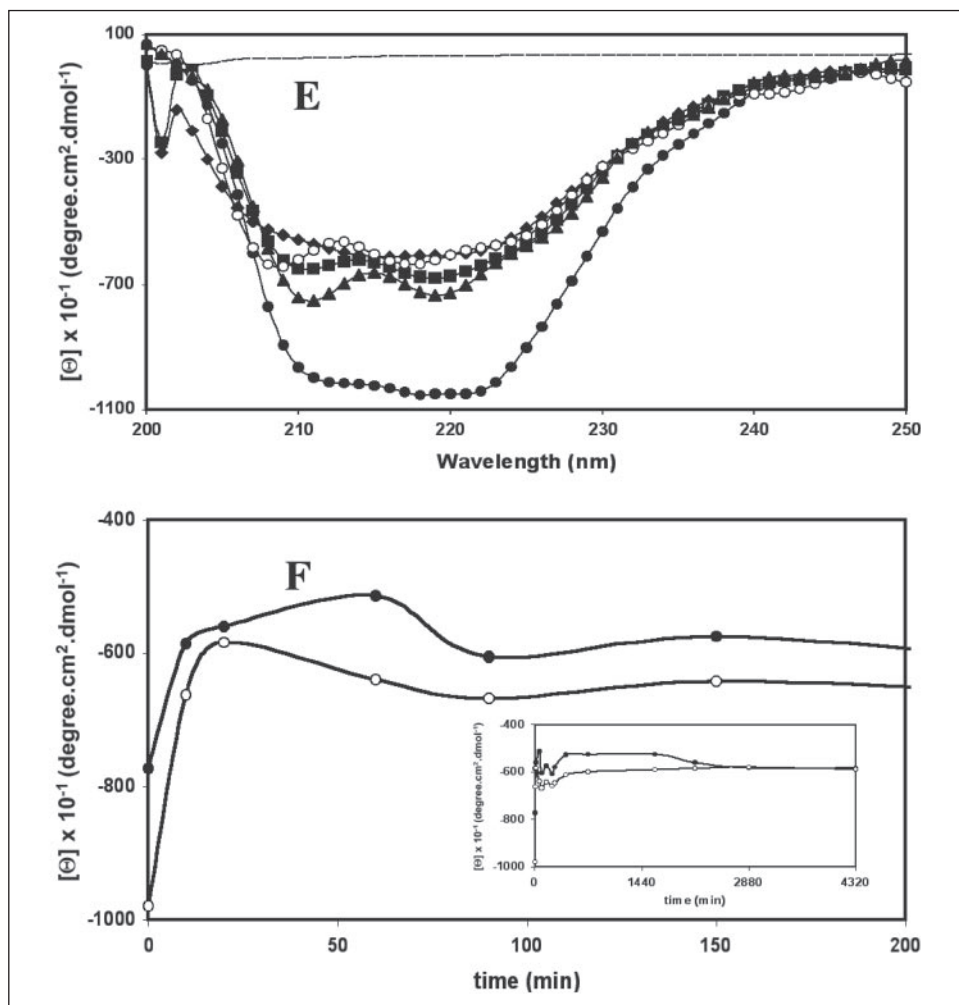 E
[Θ] x 10⁻¹ (degree.cm².dmol⁻¹)
100
-300
-700
-1100
200 210 220 230 240 250
Wavelength (nm)
F
[Θ] x 10⁻¹ (degree.cm².dmol⁻¹)
-400
-600
-800
-1000
0 50 100 150 200
time (min)
[Θ] x 10⁻¹ (degree.cm².dmol⁻¹)
-400
-600
-800
-1000
0 1440 2880 4320
time (min)